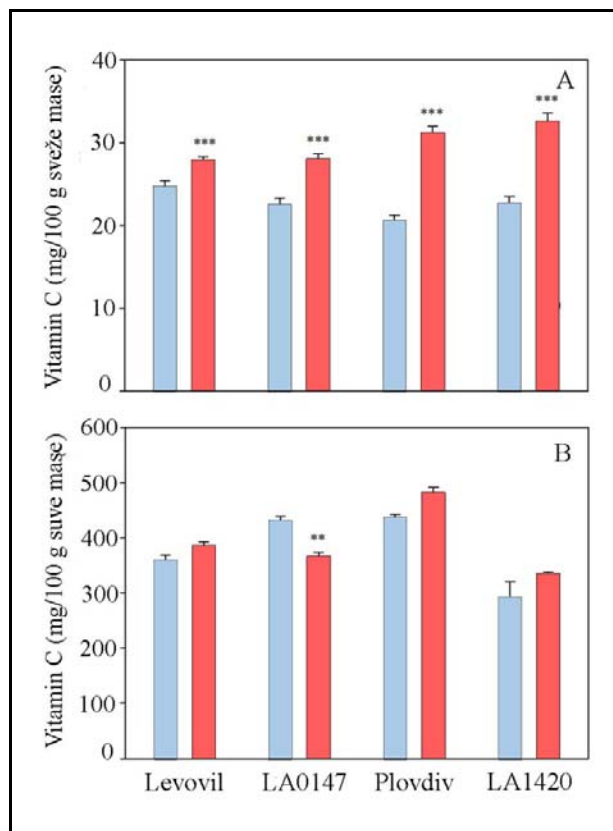 A
Vitamin C (mg/100 g sveže mase)
40
30
20
10
0
*** *** *** ***
B
Vitamin C (mg/100 g suve mase)
600
500
400
300
200
100
0
**
Levovil LA0147 Plovdiv LA1420